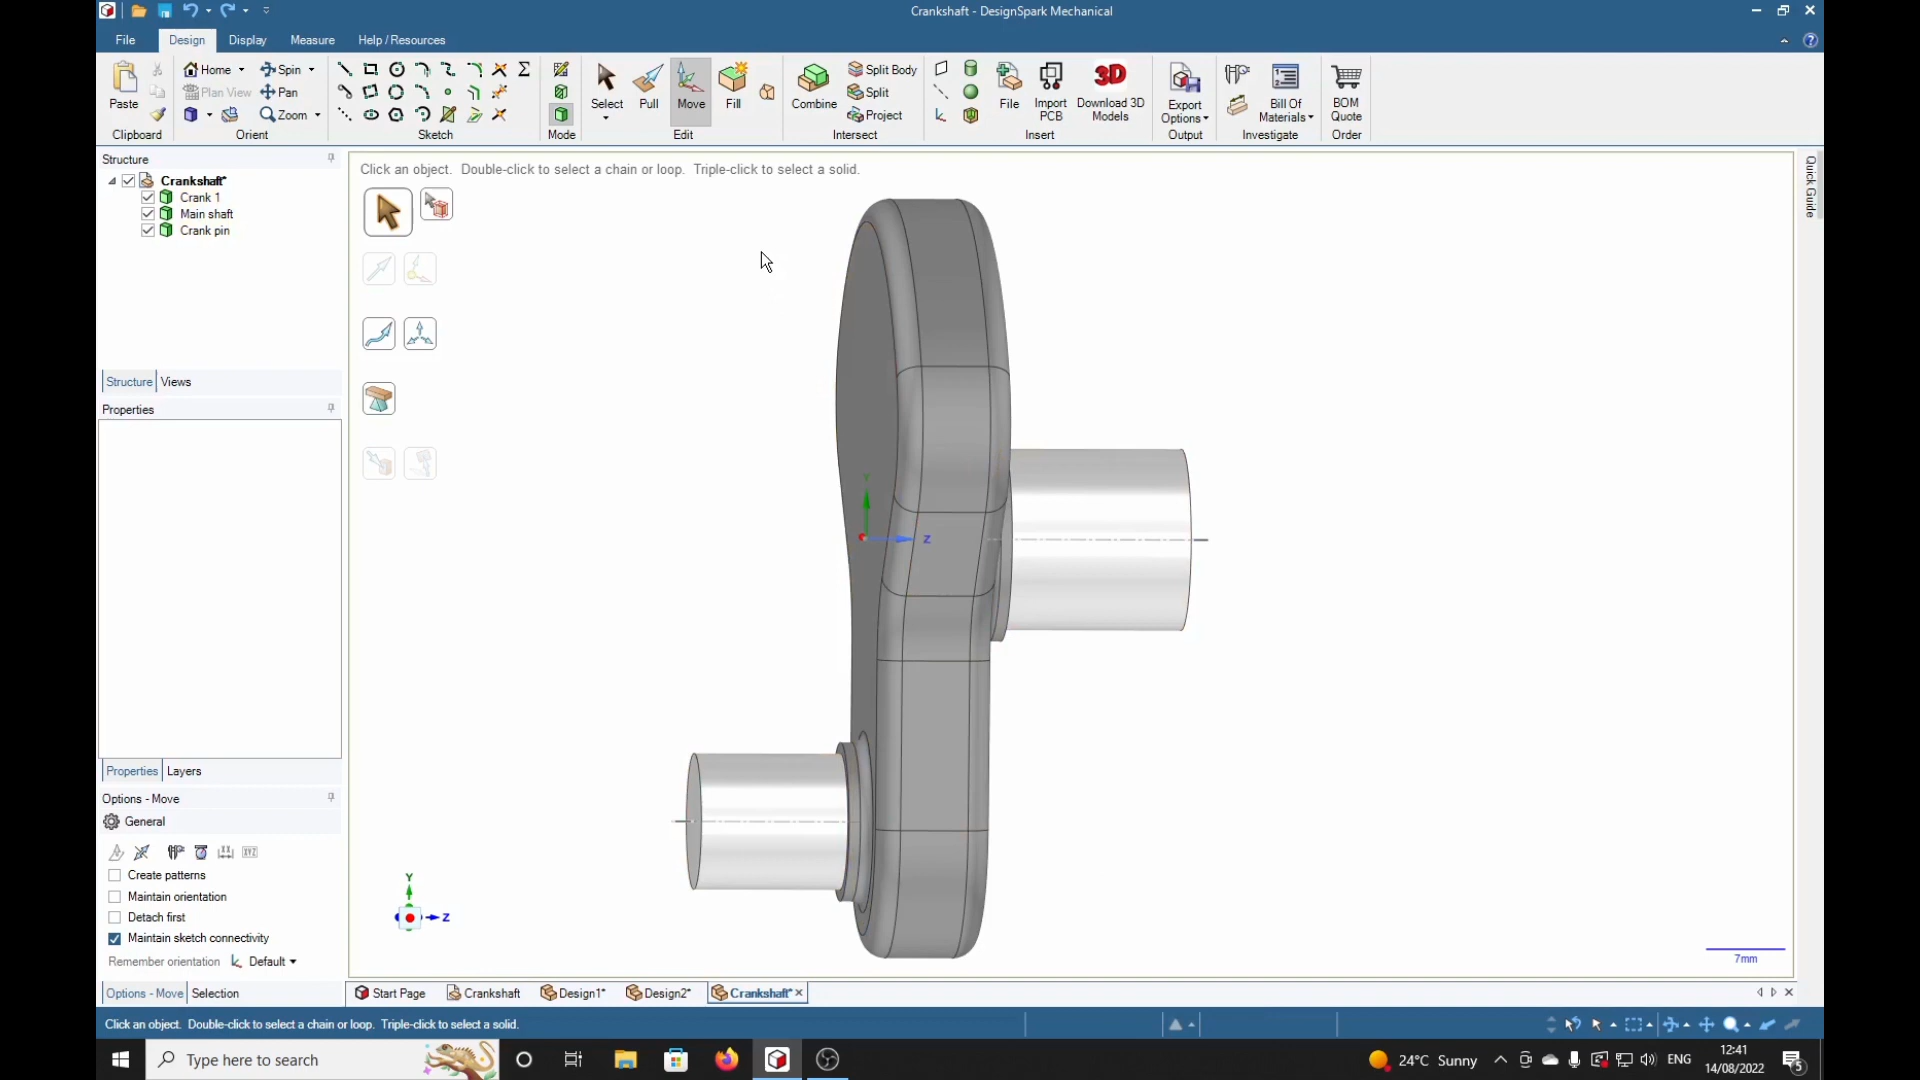 Crankshaft - DesignSpark Mechanical
File Design Display Measure Help / Resources
Paste
Clipboard
Home Spin
Plan View Pan
Zoom
Orient
Sketch
Mode
Select Pull Move Fill
Edit
Combine Split Body
Split
Project
Intersect
File Import PCB Download 3D Models
Insert
Export Options
Output
Bill Of Materials
Investigate
BOM Quote
Order
Structure
Crankshaft*
Crank 1
Main shaft
Crank pin
Structure Views
Properties
Properties Layers
Options - Move
General
XYZ
Create patterns
Maintain orientation
Detach first
Maintain sketch connectivity
Remember orientation Default
Options - Move Selection
Click an object. Double-click to select a chain or loop. Triple-click to select a solid.
Y
Z
Y
Z
7mm
Quick Guide
Start Page Crankshaft Design1* Design2* Crankshaft*
Click an object. Double-click to select a chain or loop. Triple-click to select a solid.
Type here to search
24°C Sunny
ENG
12:41
14/08/2022
5